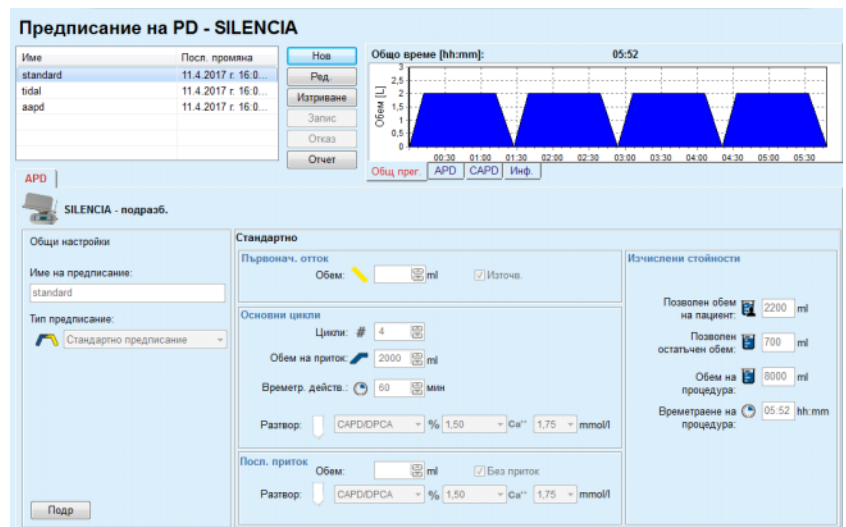 Предписание на PD - SILENCIA
Име Посл. промяна
standard 11.4.2017 г. 16:0...
tidal 11.4.2017 г. 16:0...
aapd 11.4.2017 г. 16:0...
Нов
Ред.
Изтриване
Запис
Отказ
Отчет
Общо време [hh:mm]: 05:52
Обем [L]
3
2,5
2
1,5
1
0,5
0
00:30 01:00 01:30 02:00 02:30 03:00 03:30 04:00 04:30 05:00 05:30
Общ прег. APD CAPD Инф.
APD
SILENCIA - подразб.
Общи настройки
Име на предписание:
standard
Тип предписание:
Стандартно предписание
Подр
Стандартно
Първонач. отток
Обем: ml Източв.
Основни цикли
Цикли: # 4
Обем на приток: 2000 ml
Времетр. действ.: 60 мин
Разтвор: CAPD/DPCA % 1,50 Ca⁺⁺ 1,75 mmol/l
Посл. приток
Обем: ml Без приток
Разтвор: CAPD/DPCA % 1,50 Ca⁺⁺ 1,75 mmol/l
Изчислени стойности
Позволен обем
на пациент: 2200 ml
Позволен
остатъчен обем: 700 ml
Обем на
процедура: 8000 ml
Времетраене на
процедура: 05:52 hh:mm